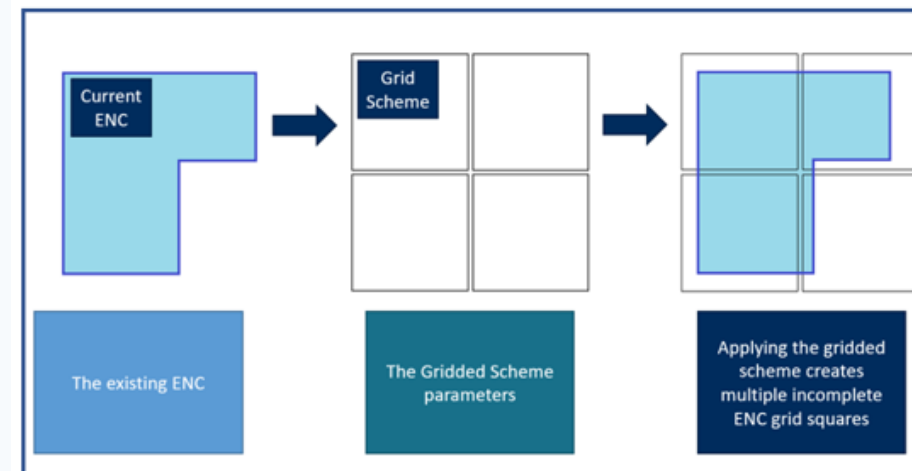 Current
ENC
Grid
Scheme
The existing ENC
The Gridded Scheme
parameters
Applying the gridded
scheme creates
multiple incomplete
ENC grid squares